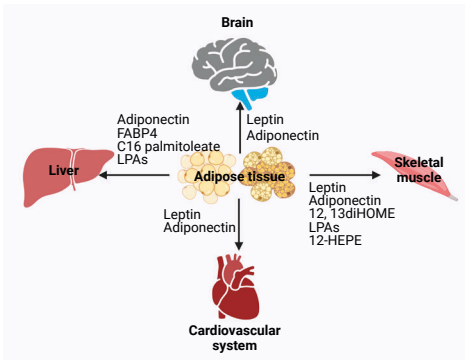 Brain
Leptin
Adiponectin
Adiponectin
FABP4
C16 palmitoleate
LPAs
Liver
Adipose tissue
Skeletal
muscle
Leptin
Adiponectin
12, 13diHOME
LPAs
12-HEPE
Leptin
Adiponectin
Cardiovascular
system